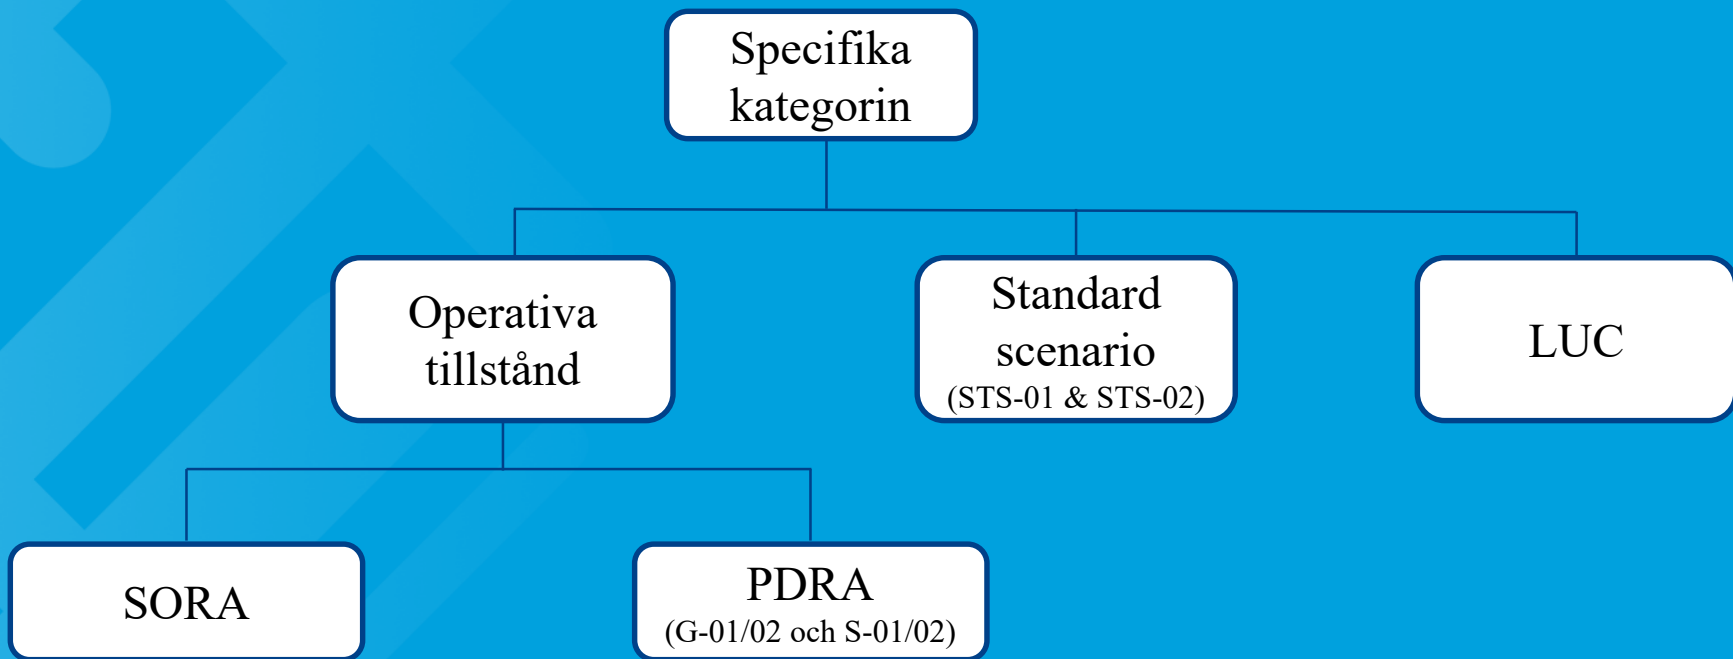 Specifika
kategorin
Operativa
tillstånd
Standard
scenario
(STS-01 & STS-02)
LUC
SORA
PDRA
(G-01/02 och S-01/02)